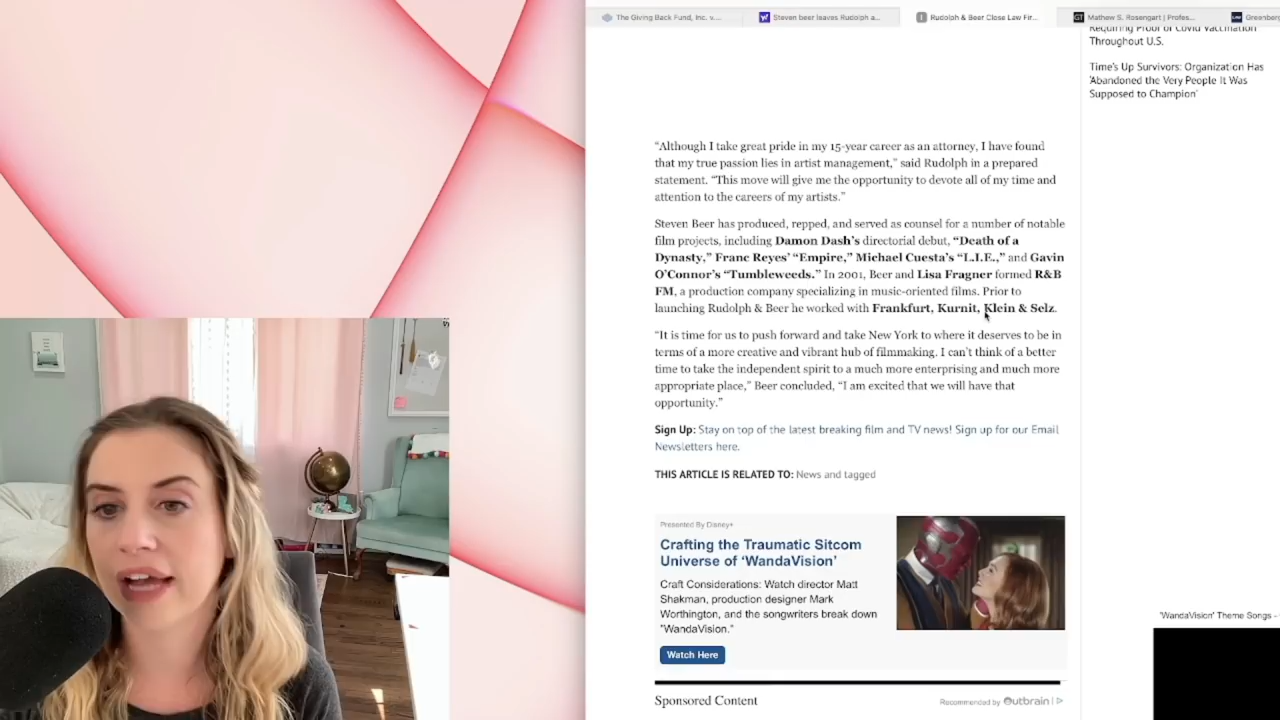 The Giving Back Fund, Inc. v....
Steven beer leaves Rudolph a...
Rudolph & Beer Close Law Fir...
GT Mathew S. Rosengart | Profes...
LAW Greenberg
Requiring Proof of Covid Vaccination
Throughout U.S.
Time's Up Survivors: Organization Has
'Abandoned the Very People It Was
Supposed to Champion'
“Although I take great pride in my 15-year career as an attorney, I have found
that my true passion lies in artist management,” said Rudolph in a prepared
statement. “This move will give me the opportunity to devote all of my time and
attention to the careers of my artists.”
Steven Beer has produced, repped, and served as counsel for a number of notable
film projects, including Damon Dash’s directorial debut, “Death of a
Dynasty,” Franc Reyes’ “Empire,” Michael Cuesta’s “L.I.E.,” and Gavin
O’Connor’s “Tumbleweeds.” In 2001, Beer and Lisa Fragner formed R&B
FM, a production company specializing in music-oriented films. Prior to
launching Rudolph & Beer he worked with Frankfurt, Kurnit, Klein & Selz.
“It is time for us to push forward and take New York to where it deserves to be in
terms of a more creative and vibrant hub of filmmaking. I can’t think of a better
time to take the independent spirit to a much more enterprising and much more
appropriate place,” Beer concluded, “I am excited that we will have that
opportunity.”
Sign Up: Stay on top of the latest breaking film and TV news! Sign up for our Email
Newsletters here.
THIS ARTICLE IS RELATED TO: News and tagged
Presented By Disney+
Crafting the Traumatic Sitcom
Universe of ‘WandaVision’
Craft Considerations: Watch director Matt
Shakman, production designer Mark
Worthington, and the songwriters break down
"WandaVision."
Watch Here
'WandaVision' Theme Songs -
Sponsored Content
Recommended by Outbrain